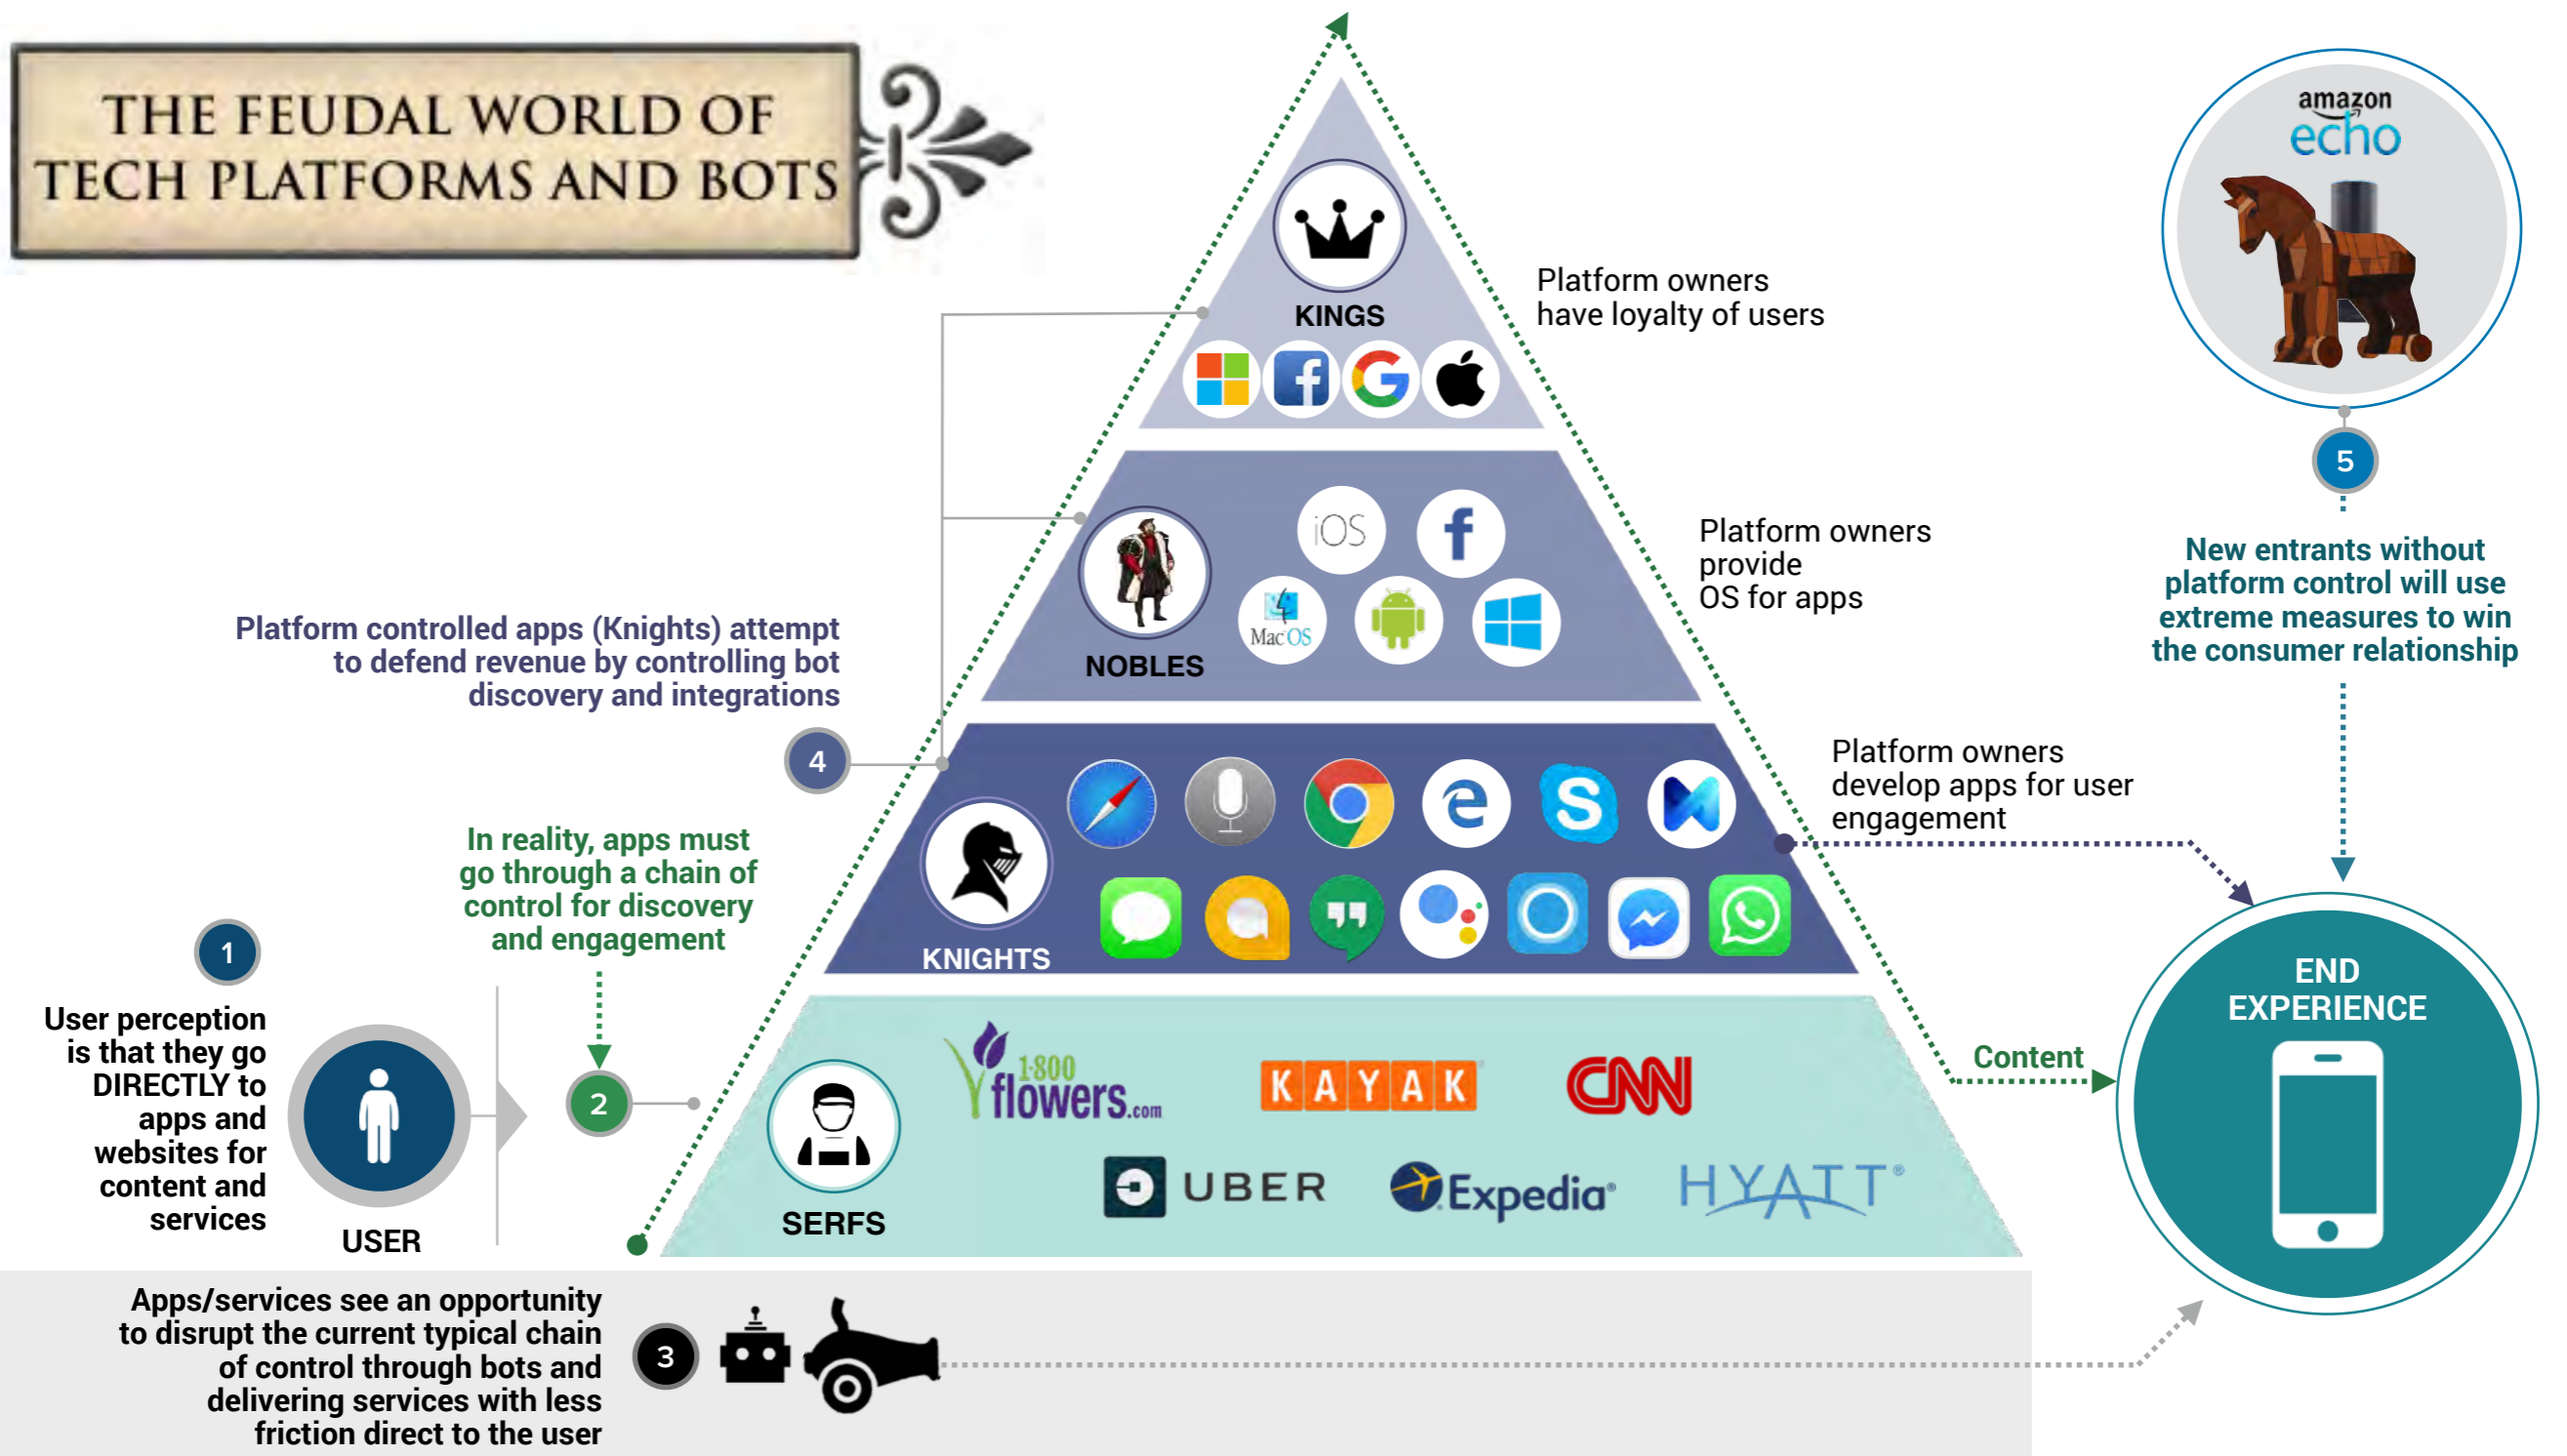 THE FEUDAL WORLD OF
TECH PLATFORMS AND BOTS
amazon
echo
KINGS
Platform owners
have loyalty of users
5
New entrants without
platform control will use
extreme measures to win
the consumer relationship
iOS
f
Mac OS
NOBLES
Platform owners
provide
OS for apps
Platform controlled apps (Knights) attempt
to defend revenue by controlling bot
discovery and integrations
4
KNIGHTS
Platform owners
develop apps for user
engagement
In reality, apps must
go through a chain of
control for discovery
and engagement
1
User perception
is that they go
DIRECTLY to
apps and
websites for
content and
services
USER
2
1-800
flowers.com
KAYAK
CNN
UBER
Expedia®
HYATT®
SERFS
Content
END
EXPERIENCE
Apps/services see an opportunity
to disrupt the current typical chain
of control through bots and
delivering services with less
friction direct to the user
3